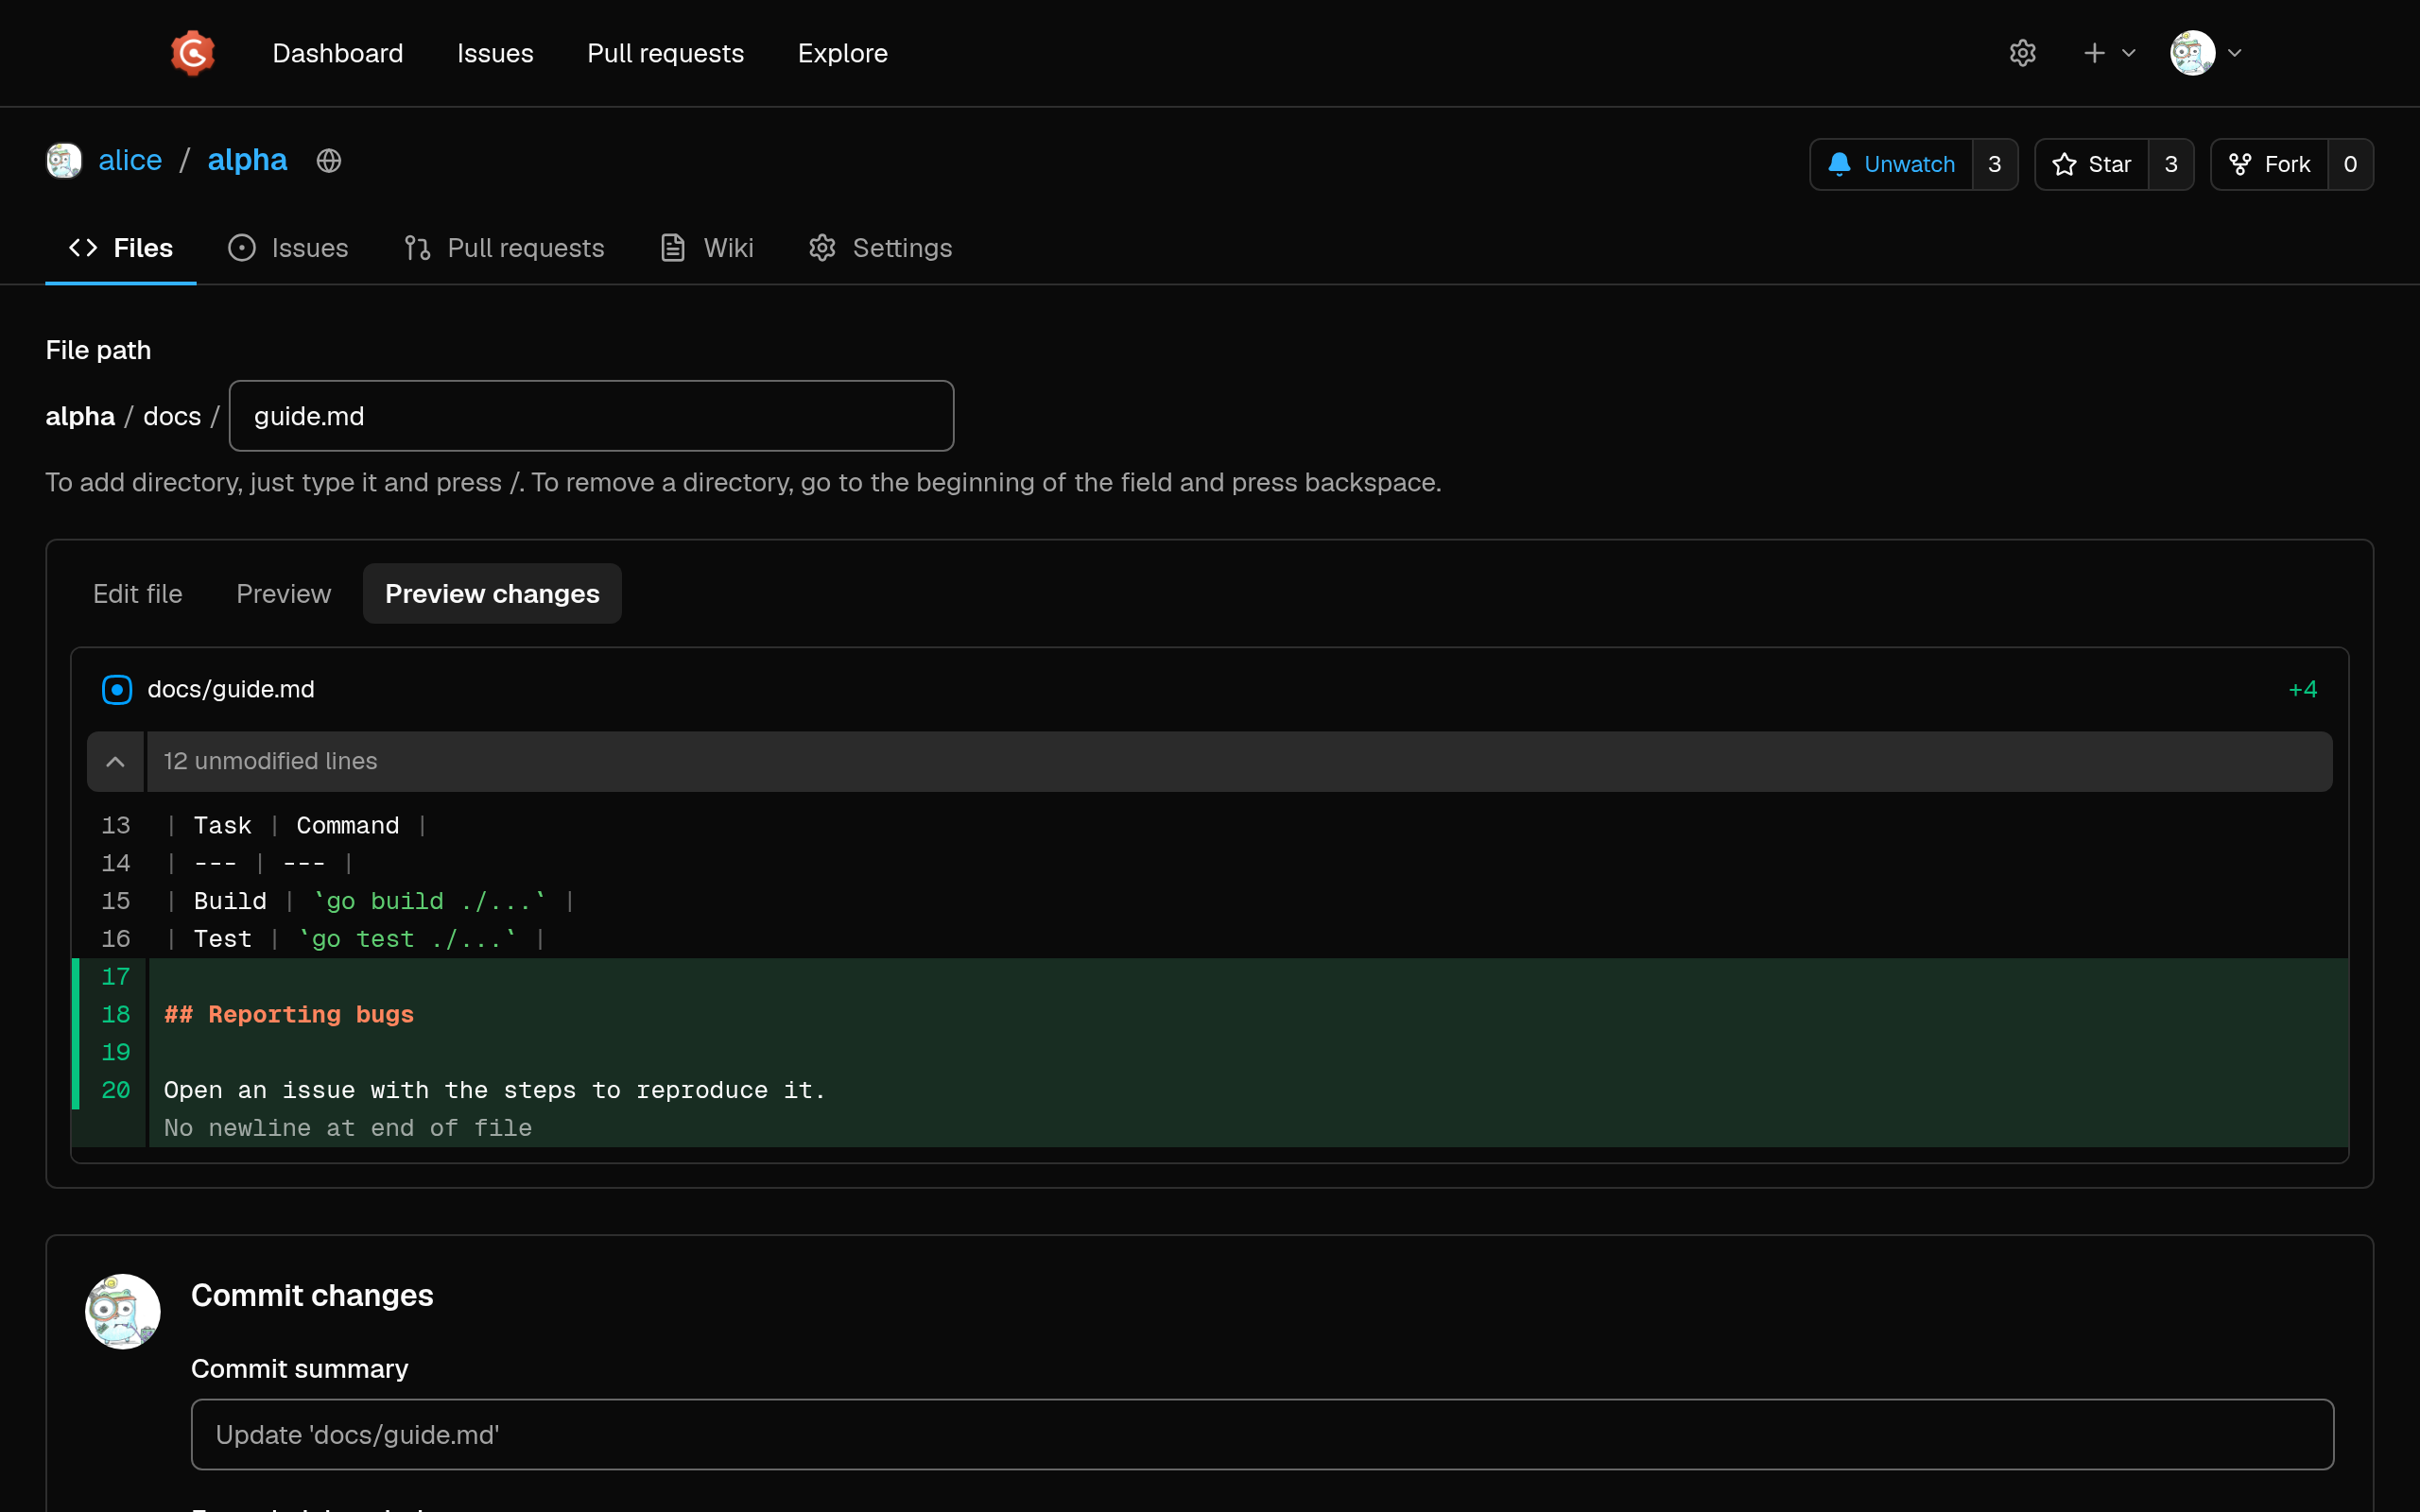 Dashboard Issues Pull requests Explore
alice / alpha
Unwatch 3 Star 3 Fork 0
Files Issues Pull requests Wiki Settings
File path
alpha / docs / guide.md
To add directory, just type it and press /. To remove a directory, go to the beginning of the field and press backspace.
Edit file Preview Preview changes
docs/guide.md +4
12 unmodified lines
13 | Task | Command |
14 | --- | --- |
15 | Build | `go build ./...` |
16 | Test | `go test ./...` |
17
18 ## Reporting bugs
19
20 Open an issue with the steps to reproduce it.
No newline at end of file
Commit changes
Commit summary
Update 'docs/guide.md'